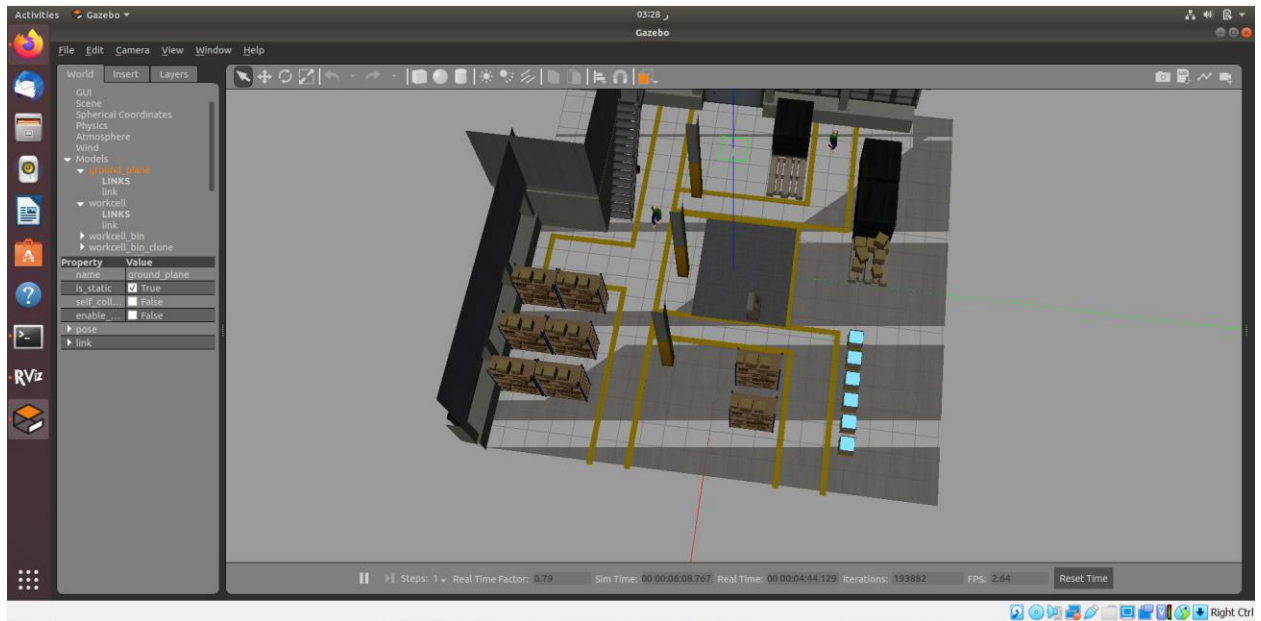 Activities Gazebo 03:28 ر
Gazebo
File Edit Camera View Window Help
World Insert Layers
GUI
Scene
Spherical Coordinates
Physics
Atmosphere
Wind
Models
ground_plane
LINKS
link
workcell
LINKS
link
workcell_bin
workcell_bin_clone
Property Value
name ground_plane
is_static True
self_coll... False
enable_... False
pose
link
RViz
Steps: 1 Real Time Factor: 0.79 Sim Time: 00 00:06:08.767 Real Time: 00 00:04:44.129 Iterations: 193882 FPS: 2.64 Reset Time
Right Ctrl